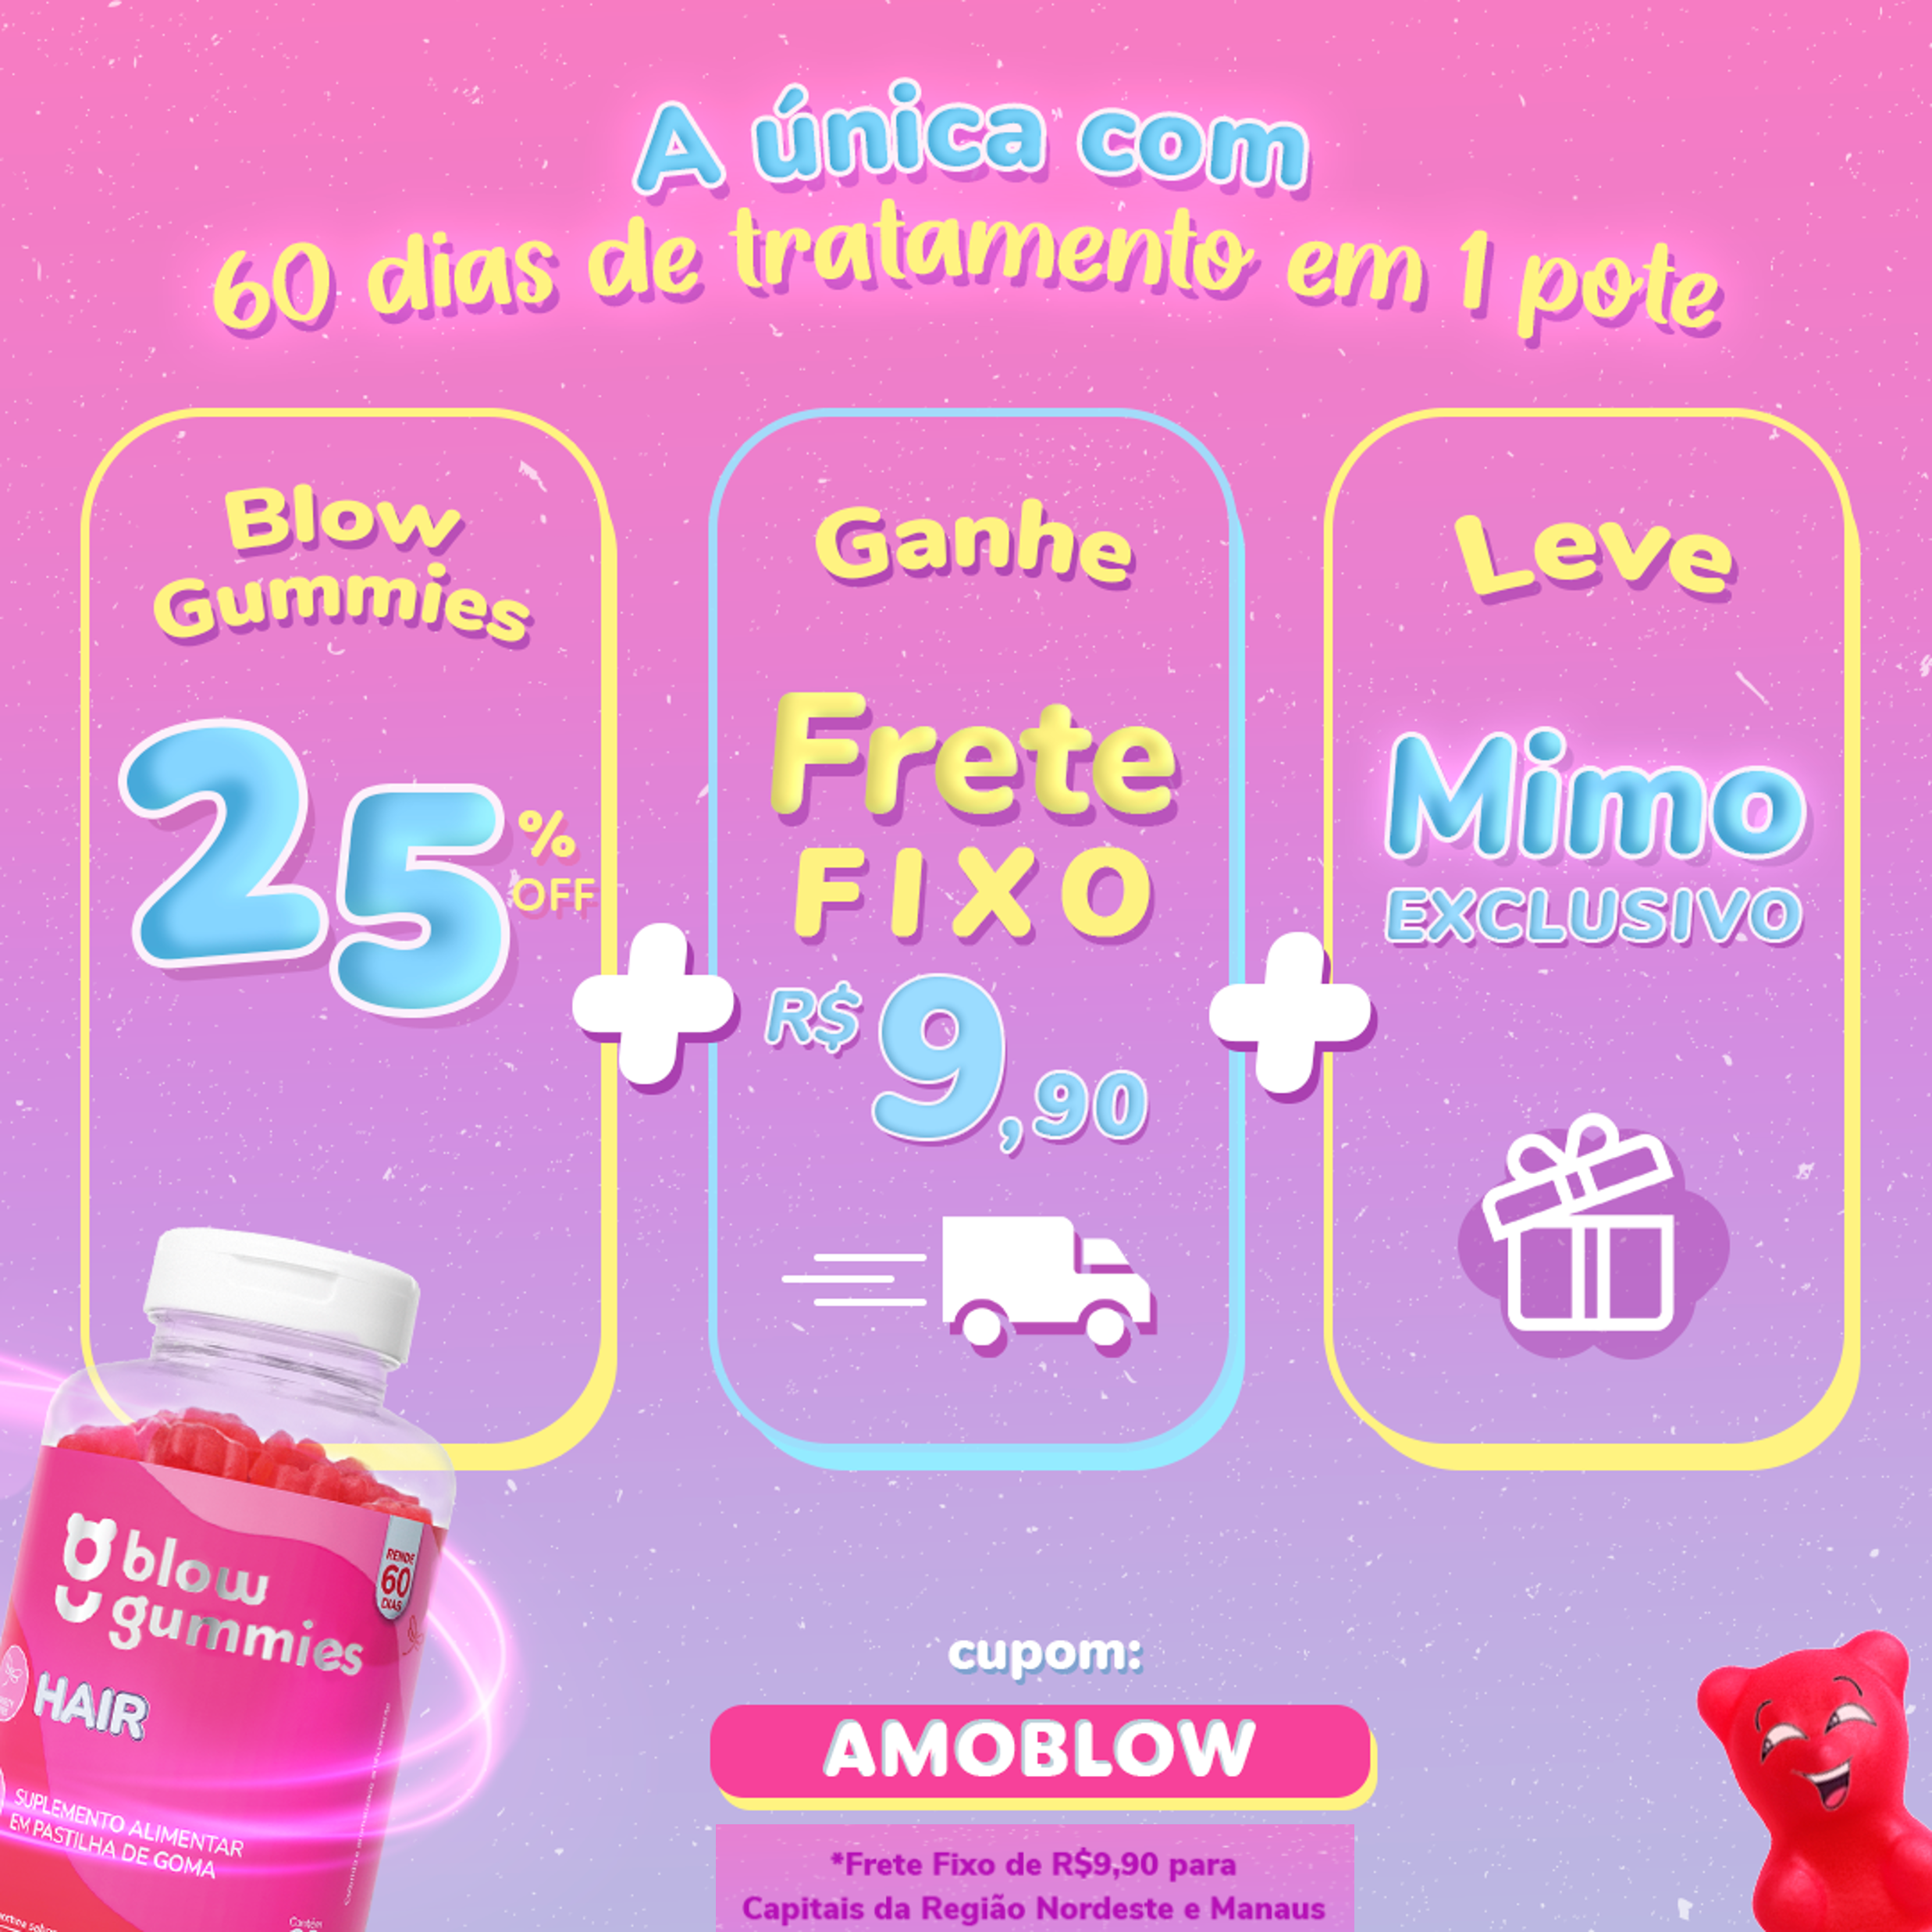 A única com
60 dias de tratamento em 1 pote
Blow
Gummies
25
%
OFF
Ganhe
Frete
FIXO
R$ 9,90
Leve
Mimo
EXCLUSIVO
blow
gummies
RENDE
60
DIAS
HAIR
SUPLEMENTO ALIMENTAR
EM PASTILHA DE GOMA
Contém
cupom:
AMOBLOW
*Frete Fixo de R$9,90 para
Capitais da Região Nordeste e Manaus